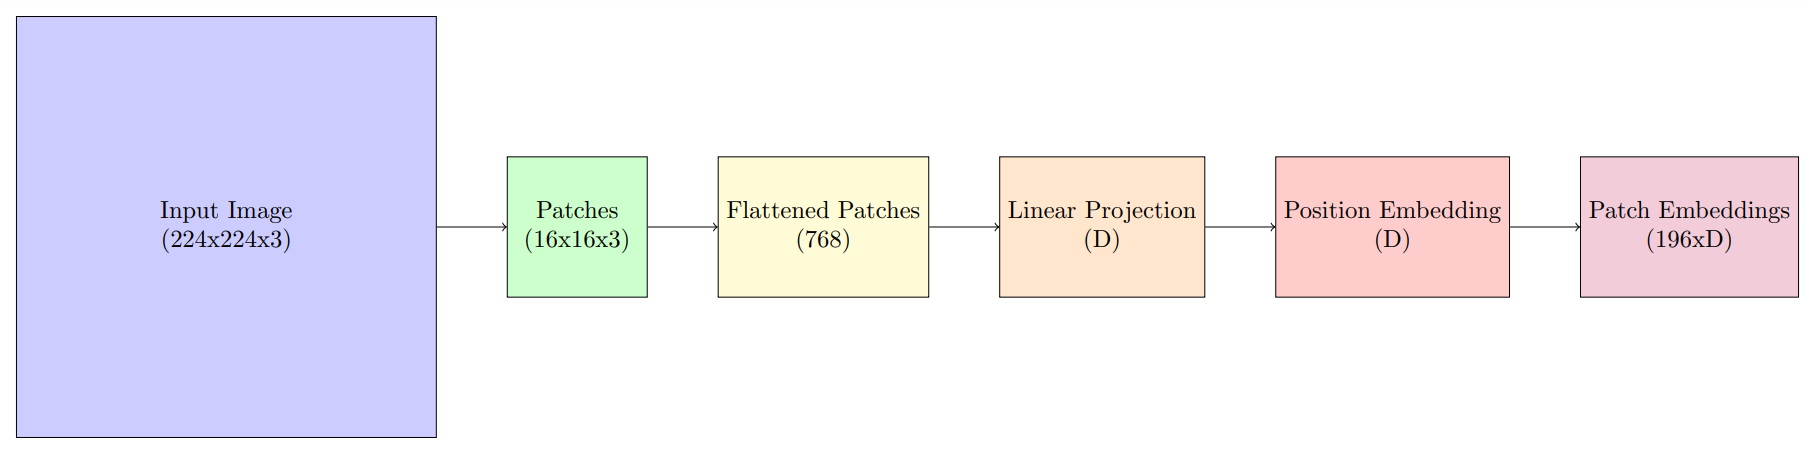 Input Image
(224x224x3)
Patches
(16x16x3)
Flattened Patches
(768)
Linear Projection
(D)
Position Embedding
(D)
Patch Embeddings
(196xD)